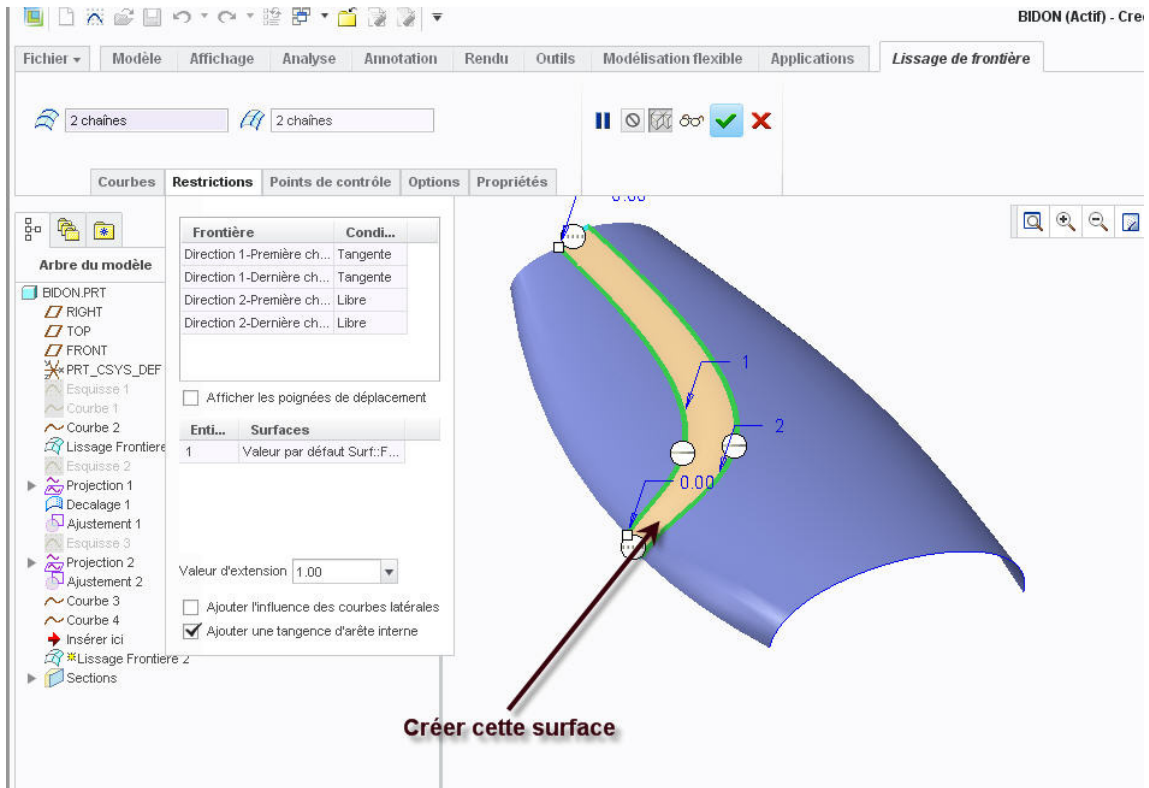 BIDON (Actif) - Cree
Fichier Modèle Affichage Analyse Annotation Rendu Outils Modélisation flexible Applications Lissage de frontière
2 chaînes 2 chaînes
Courbes Restrictions Points de contrôle Options Propriétés
Arbre du modèle
BIDON.PRT
RIGHT
TOP
FRONT
PRT_CSYS_DEF
Esquisse 1
Courbe 1
Courbe 2
Lissage Frontiere
Esquisse 2
Projection 1
Decalage 1
Ajustement 1
Esquisse 3
Projection 2
Ajustement 2
Courbe 3
Courbe 4
Insérer ici
Lissage Frontiere 2
Sections
Frontière Condi...
Direction 1-Première ch... Tangente
Direction 1-Dernière ch... Tangente
Direction 2-Première ch... Libre
Direction 2-Dernière ch... Libre
Afficher les poignées de déplacement
Enti... Surfaces
1 Valeur par défaut Surf::F...
Valeur d'extension 1.00
Ajouter l'influence des courbes latérales
Ajouter une tangence d'arête interne
0.00
1
2
0.00
Créer cette surface